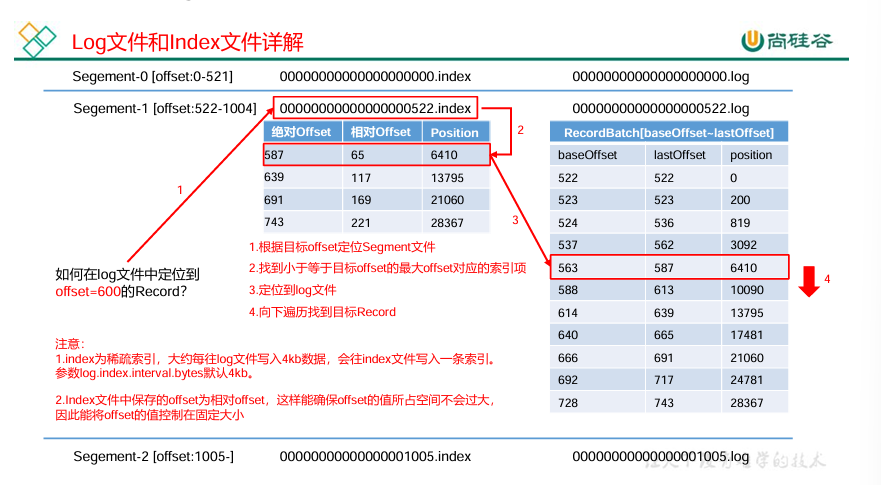 Log文件和Index文件详解
尚硅谷
Segement-0 [offset:0-521] 00000000000000000000.index 00000000000000000000.log
Segement-1 [offset:522-1004] 00000000000000000522.index 00000000000000000522.log
绝对Offset 相对Offset Position
587 65 6410
639 117 13795
691 169 21060
743 221 28367
RecordBatch[baseOffset~lastOffset]
baseOffset lastOffset position
522 522 0
523 523 200
524 536 819
537 562 3092
563 587 6410
588 613 10090
614 639 13795
640 665 17481
666 691 21060
692 717 24781
728 743 28367
1
2
3
4
如何在log文件中定位到
offset=600的Record?
1.根据目标offset定位Segment文件
2.找到小于等于目标offset的最大offset对应的索引项
3.定位到log文件
4.向下遍历找到目标Record
注意:
1.index为稀疏索引，大约每往log文件写入4kb数据，会往index文件写入一条索引。
参数log.index.interval.bytes默认4kb。
2.Index文件中保存的offset为相对offset，这样能确保offset的值所占空间不会过大，
因此能将offset的值控制在固定大小
Segement-2 [offset:1005-] 00000000000000001005.index 00000000000000001005.log